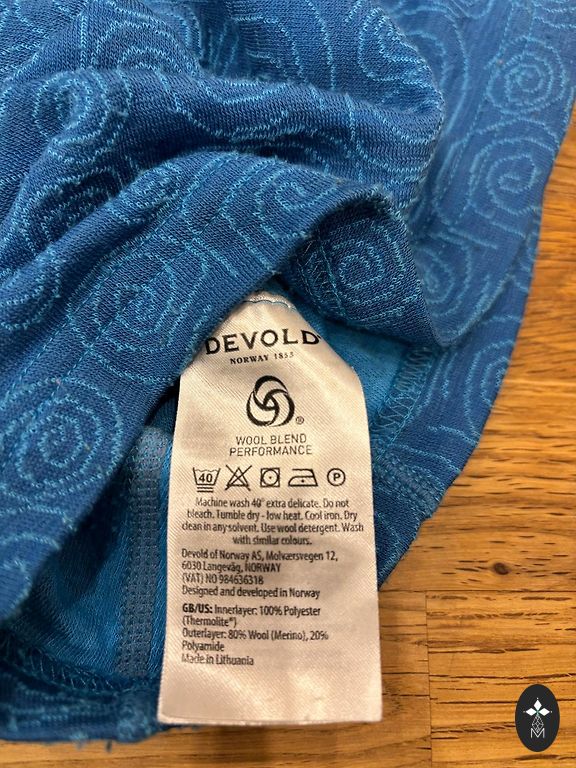 DEVOLD
NORWAY 1853
®
WOOL BLEND
PERFORMANCE
40 P
Machine wash 40° extra delicate. Do not
bleach. Tumble dry - low heat. Cool iron. Dry
clean in any solvent. Use wool detergent. Wash
with similar colours.
Devold of Norway AS, Molværsvegen 12,
6030 Langevåg, NORWAY
(VAT) NO 984636318
Designed and developed in Norway
GB/US: Innerlayer: 100% Polyester
(Thermolite®)
Outerlayer: 80% Wool (Merino), 20%
Polyamide
Made in Lithuania
M